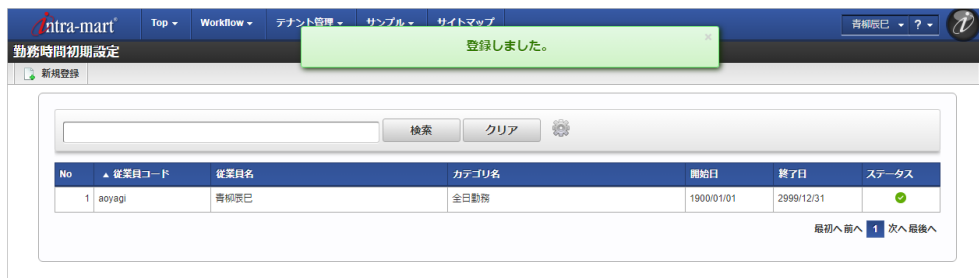 intra-mart Top Workflow テナント管理 サンプル サイトマップ 青柳辰巳 ?
登録しました。 ×
勤務時間初期設定
新規登録
検索 クリア
No ▲ 従業員コード 従業員名 カテゴリ名 開始日 終了日 ステータス
1 aoyagi 青柳辰巳 全日勤務 1900/01/01 2999/12/31
最初へ 前へ 1 次へ 最後へ